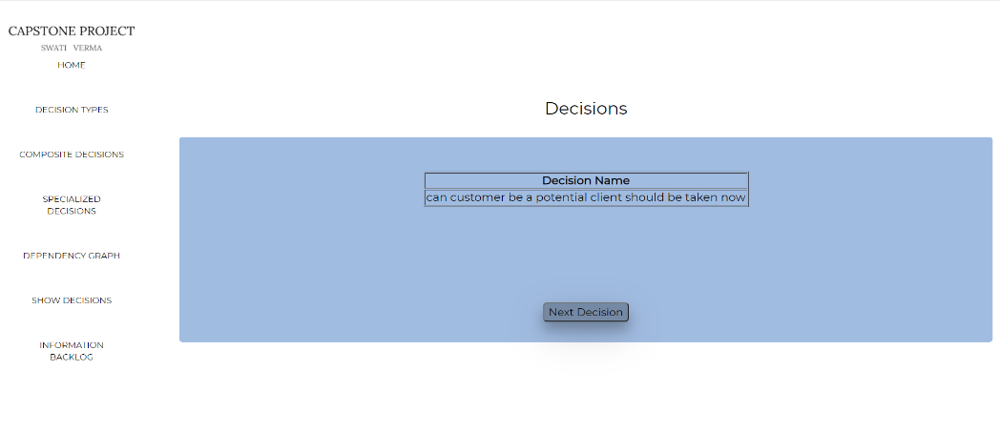 CAPSTONE PROJECT
SWATI VERMA
HOME
DECISION TYPES
COMPOSITE DECISIONS
SPECIALIZED
DECISIONS
DEPENDENCY GRAPH
SHOW DECISIONS
INFORMATION
BACKLOG
Decisions
Decision Name
can customer be a potential client should be taken now
Next Decision